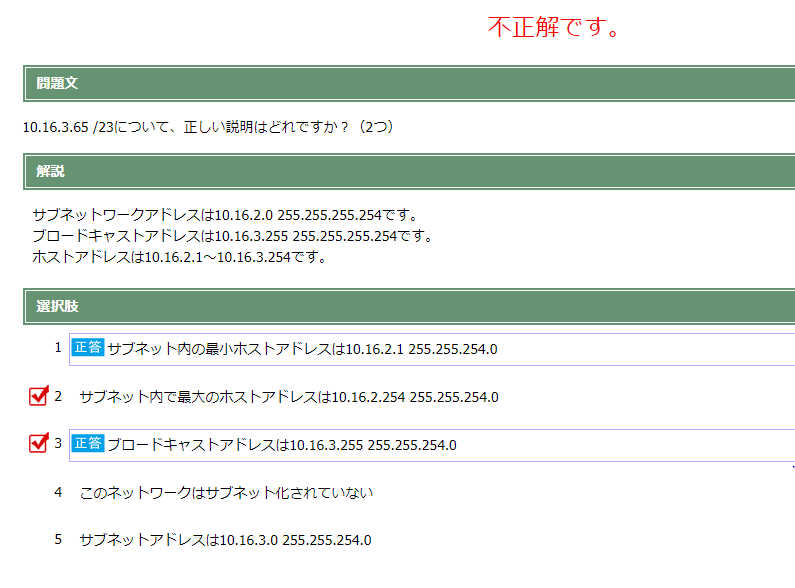 不正解です。
問題文
10.16.3.65 /23について、正しい説明はどれですか？（2つ）
解説
サブネットワークアドレスは10.16.2.0 255.255.255.254です。
ブロードキャストアドレスは10.16.3.255 255.255.255.254です。
ホストアドレスは10.16.2.1～10.16.3.254です。
選択肢
1 正答 サブネット内の最小ホストアドレスは10.16.2.1 255.255.254.0
2 サブネット内で最大のホストアドレスは10.16.2.254 255.255.254.0
3 正答 ブロードキャストアドレスは10.16.3.255 255.255.254.0
4 このネットワークはサブネット化されていない
5 サブネットアドレスは10.16.3.0 255.255.254.0